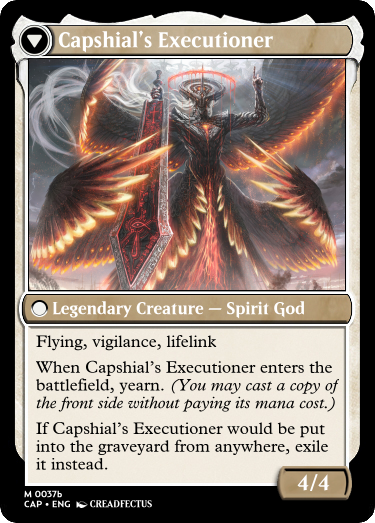 Capshial's Executioner
Legendary Creature — Spirit God
Flying, vigilance, lifelink
When Capshial's Executioner enters the
battlefield, yearn. (You may cast a copy of
the front side without paying its mana cost.)
If Capshial's Executioner would be put
into the graveyard from anywhere, exile
it instead.
4/4
M 0037b
CAP • ENG CREADFECTUS